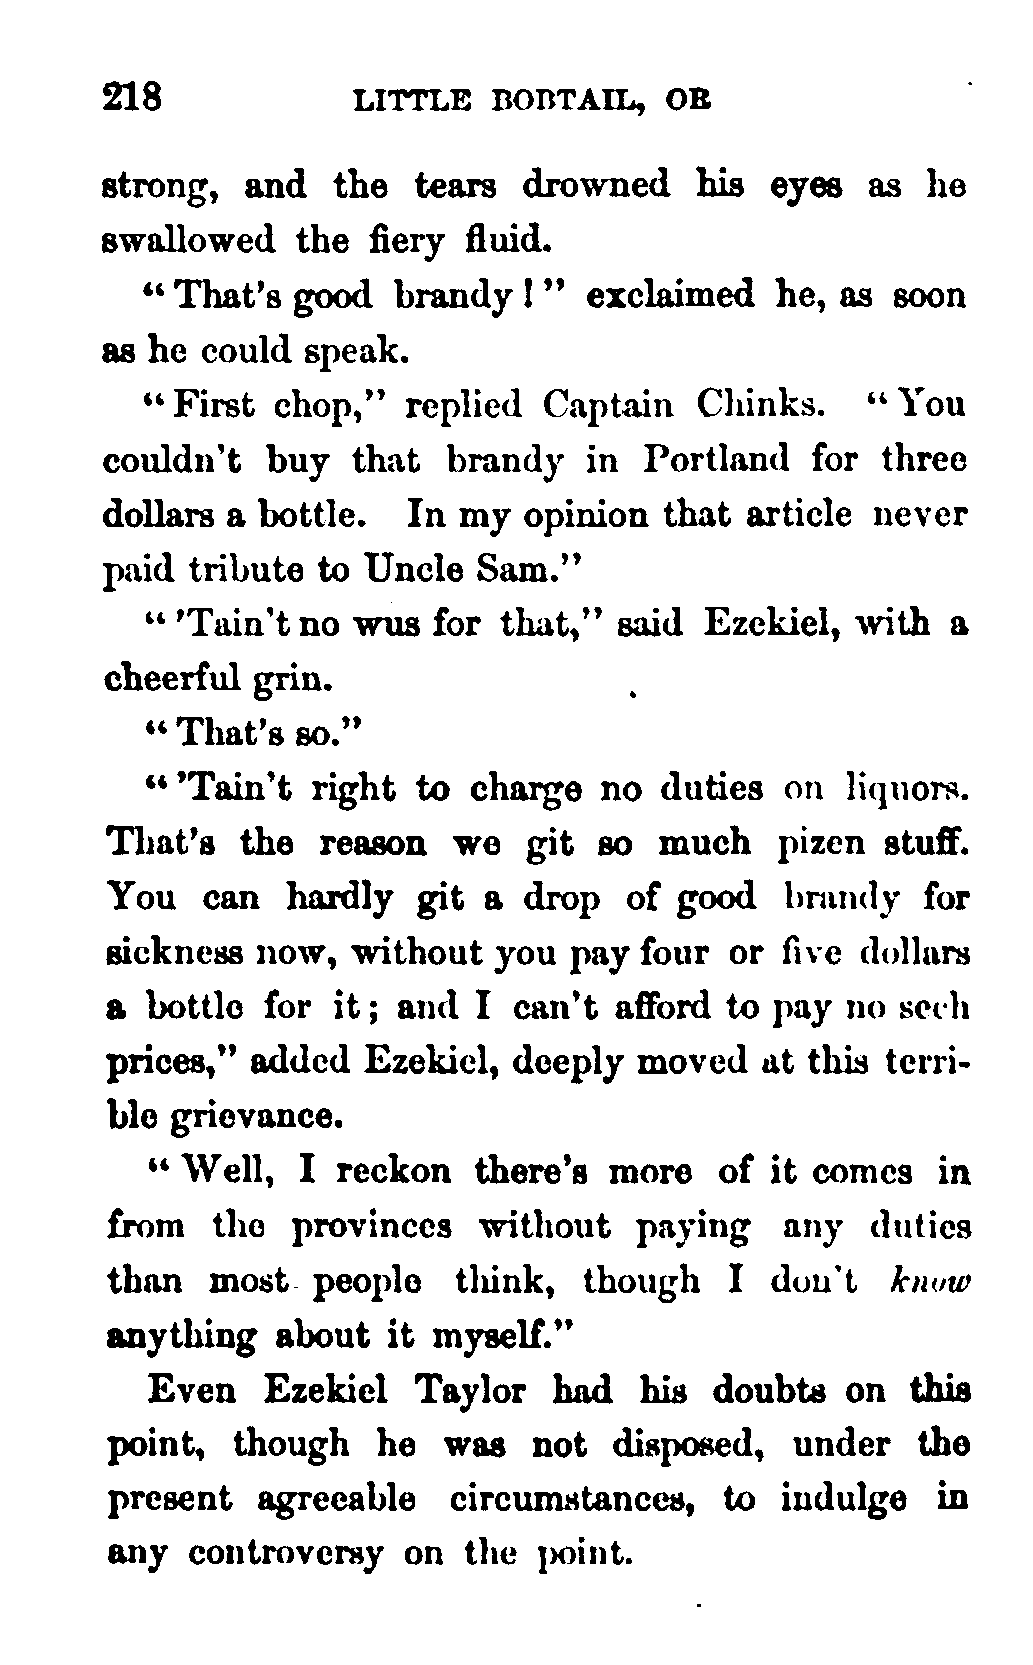 218 LITTLE BOBTAIL, OR
strong, and the tears drowned his eyes as he
swallowed the fiery fluid.
“That’s good brandy!” exclaimed he, as soon
as he could speak.
“First chop,” replied Captain Chinks. “You
couldn’t buy that brandy in Portland for three
dollars a bottle. In my opinion that article never
paid tribute to Uncle Sam.”
“’Tain’t no wus for that,” said Ezekiel, with a
cheerful grin.
“That’s so.”
“’Tain’t right to charge no duties on liquors.
That’s the reason we git so much pizen stuff.
You can hardly git a drop of good brandy for
sickness now, without you pay four or five dollars
a bottle for it; and I can’t afford to pay no sech
prices,” added Ezekiel, deeply moved at this terri-
ble grievance.
“Well, I reckon there’s more of it comes in
from the provinces without paying any duties
than most people think, though I don’t know
anything about it myself.”
Even Ezekiel Taylor had his doubts on this
point, though he was not disposed, under the
present agreeable circumstances, to indulge in
any controversy on the point.